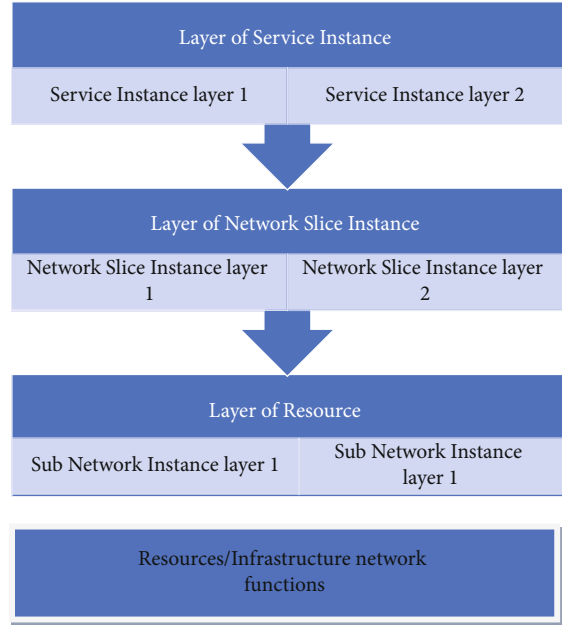 Layer of Service Instance
Service Instance layer 1
Service Instance layer 2
Layer of Network Slice Instance
Network Slice Instance layer
1
Network Slice Instance layer
2
Layer of Resource
Sub Network Instance layer 1
Sub Network Instance
layer 1
Resources/Infrastructure network
functions